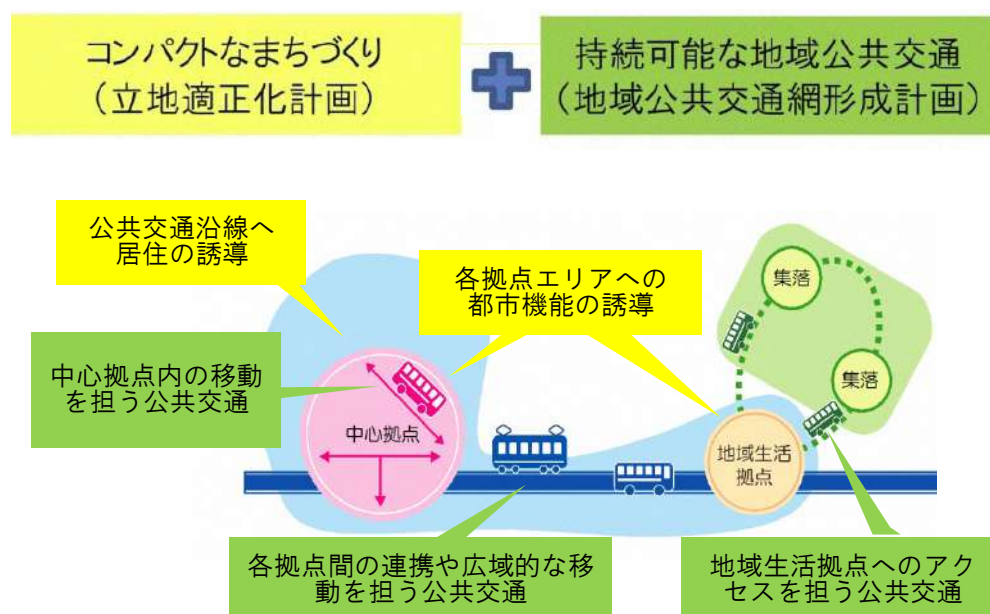 コンパクトなまちづくり
（立地適正化計画）
持続可能な地域公共交通
（地域公共交通網形成計画）
公共交通沿線へ
居住の誘導
各拠点エリアへの
都市機能の誘導
集落
中心拠点内の移動
を担う公共交通
集落
中心拠点
地域生活
拠点
各拠点間の連携や広域的な移
動を担う公共交通
地域生活拠点へのアク
セスを担う公共交通